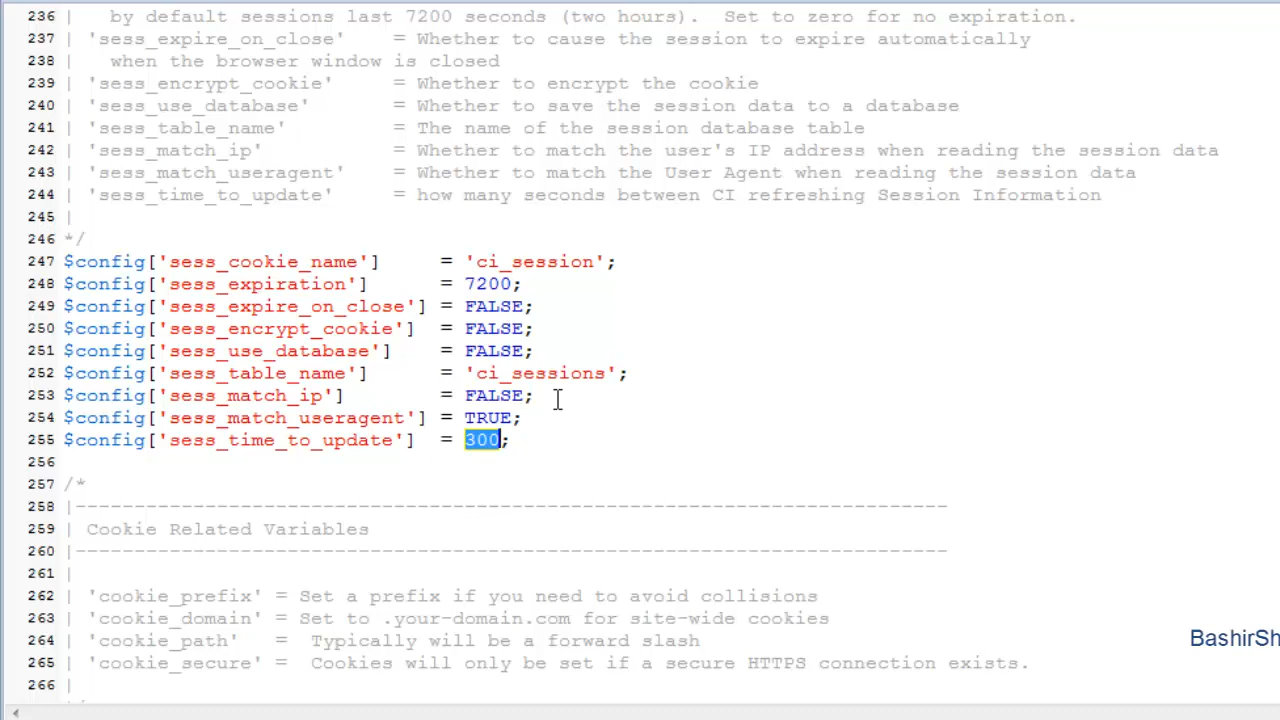 236 |   by default sessions last 7200 seconds (two hours).  Set to zero for no expiration.
237 | 'sess_expire_on_close'    = Whether to cause the session to expire automatically
238 |   when the browser window is closed
239 | 'sess_encrypt_cookie'     = Whether to encrypt the cookie
240 | 'sess_use_database'       = Whether to save the session data to a database
241 | 'sess_table_name'         = The name of the session database table
242 | 'sess_match_ip'           = Whether to match the user's IP address when reading the session data
243 | 'sess_match_useragent'    = Whether to match the User Agent when reading the session data
244 | 'sess_time_to_update'     = how many seconds between CI refreshing Session Information
245 |
246 */
247 $config['sess_cookie_name']     = 'ci_session';
248 $config['sess_expiration']      = 7200;
249 $config['sess_expire_on_close'] = FALSE;
250 $config['sess_encrypt_cookie']  = FALSE;
251 $config['sess_use_database']    = FALSE;
252 $config['sess_table_name']      = 'ci_sessions';
253 $config['sess_match_ip']        = FALSE;
254 $config['sess_match_useragent'] = TRUE;
255 $config['sess_time_to_update']  = 300;
256
257 /*
258 |--------------------------------------------------------------------------
259 | Cookie Related Variables
260 |--------------------------------------------------------------------------
261 |
262 | 'cookie_prefix' = Set a prefix if you need to avoid collisions
263 | 'cookie_domain' = Set to .your-domain.com for site-wide cookies
264 | 'cookie_path'   =  Typically will be a forward slash
265 | 'cookie_secure' =  Cookies will only be set if a secure HTTPS connection exists.
266 |
BashirSh